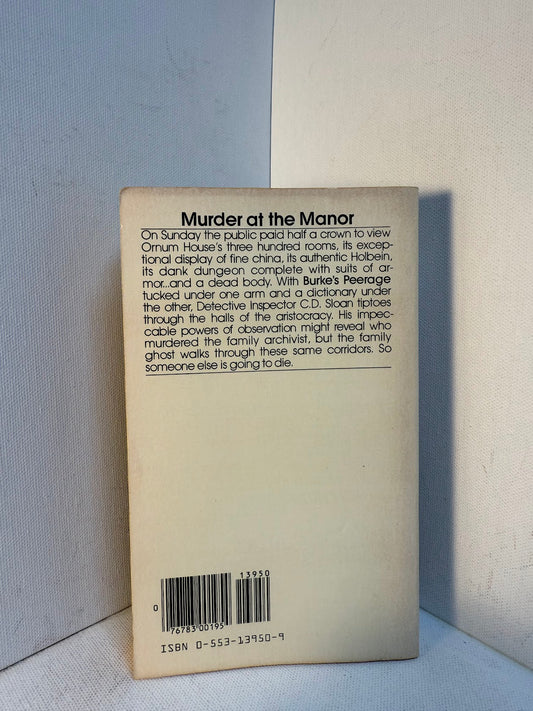 Murder at the Manor
On Sunday the public paid half a crown to view
Ornum House's three hundred rooms, its excep-
tional display of fine china, its authentic Holbein,
its dank dungeon complete with suits of ar-
mor...and a dead body. With Burke's Peerage
tucked under one arm and a dictionary under
the other, Detective Inspector C.D. Sloan tiptoes
through the halls of the aristocracy. His impec-
cable powers of observation might reveal who
murdered the family archivist, but the family
ghost walks through these same corridors. So
someone else is going to die.
13950
0
76783 00195
ISBN 0-553-13950-9